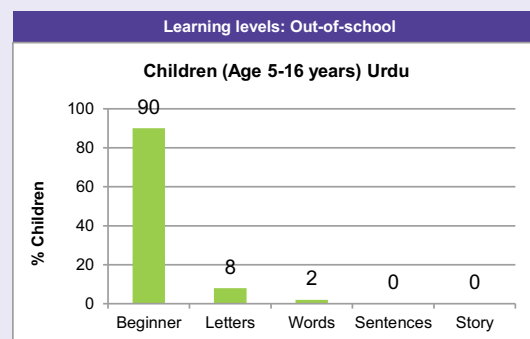 Learning levels: Out-of-school
Children (Age 5-16 years) Urdu
% Children
100
80
60
40
20
0
90
8
2
0
0
Beginner Letters Words Sentences Story